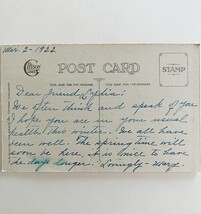 Mar. 2 - 1922
POST CARD
STAMP
Dear friend Lydia:
We often think and speak of you
I hope you are in your usual
health this winter. We all have
been well. The spring time will
soon be here, it is nice to have
the days longer. Lovingly - Ward.